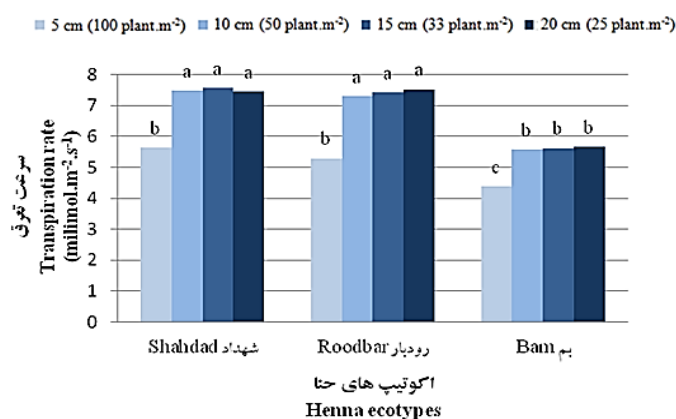 5 cm (100 plant.m-2) 10 cm (50 plant.m-2) 15 cm (33 plant.m-2) 20 cm (25 plant.m-2)
سرعت تعرق
Transpiration rate
(milimol.m-2.s-1)
8
7
6
5
4
3
2
1
0
b a a a
b a a a
c b b b
Shahdad شهداد
Roodbar رودبار
Bam بم
اکوتیپ های حنا
Henna ecotypes